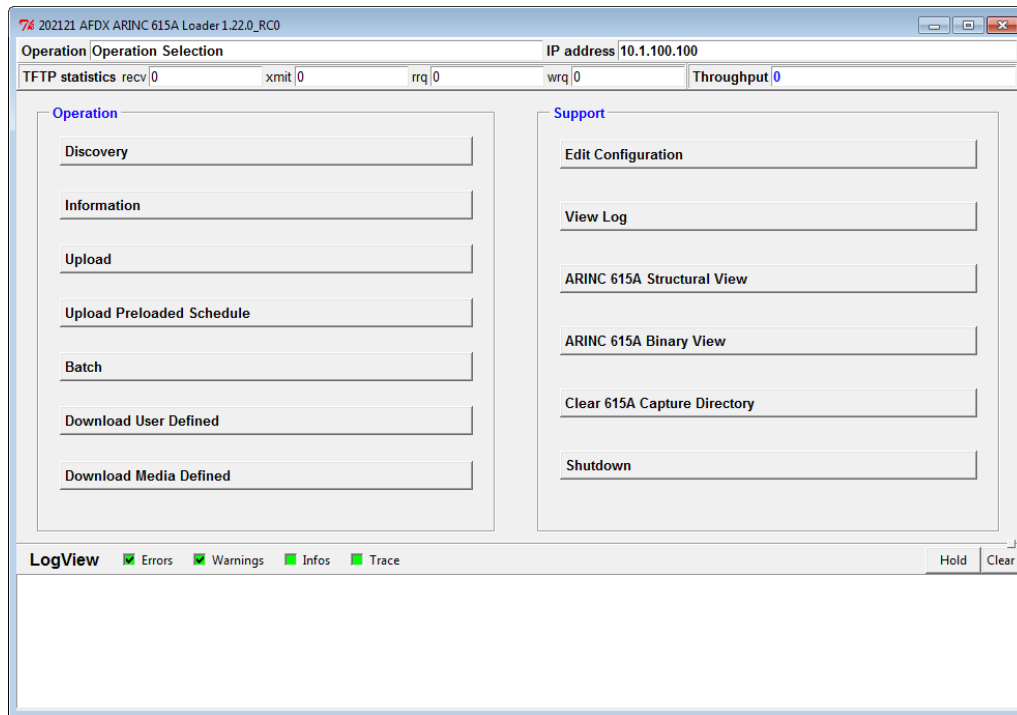 202121 AFDX ARINC 615A Loader 1.22.0_RC0
Operation Operation Selection IP address 10.1.100.100
TFTP statistics recv 0 xmit 0 rrq 0 wrq 0 Throughput 0
Operation
Discovery
Information
Upload
Upload Preloaded Schedule
Batch
Download User Defined
Download Media Defined
Support
Edit Configuration
View Log
ARINC 615A Structural View
ARINC 615A Binary View
Clear 615A Capture Directory
Shutdown
LogView Errors Warnings Infos Trace Hold Clear